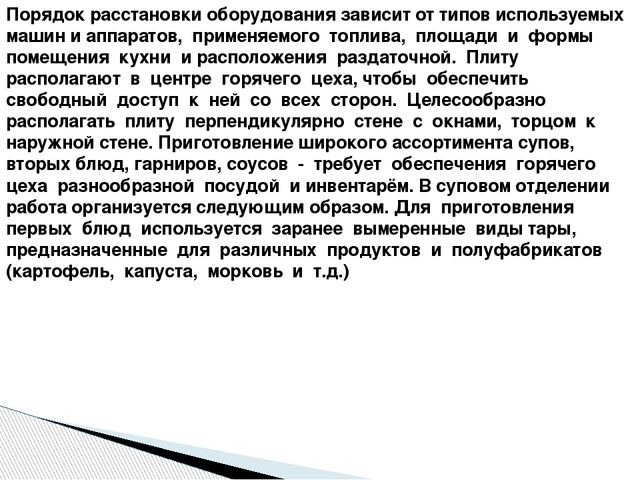 Порядок расстановки оборудования зависит от типов используемых
машин и аппаратов, применяемого топлива, площади и формы
помещения кухни и расположения раздаточной. Плиту
располагают в центре горячего цеха, чтобы обеспечить
свободный доступ к ней со всех сторон. Целесообразно
располагать плиту перпендикулярно стене с окнами, торцом к
наружной стене. Приготовление широкого ассортимента супов,
вторых блюд, гарниров, соусов - требует обеспечения горячего
цеха разнообразной посудой и инвентарём. В суповом отделении
работа организуется следующим образом. Для приготовления
первых блюд используется заранее вымеренные виды тары,
предназначенные для различных продуктов и полуфабрикатов
(картофель, капуста, морковь и т.д.)